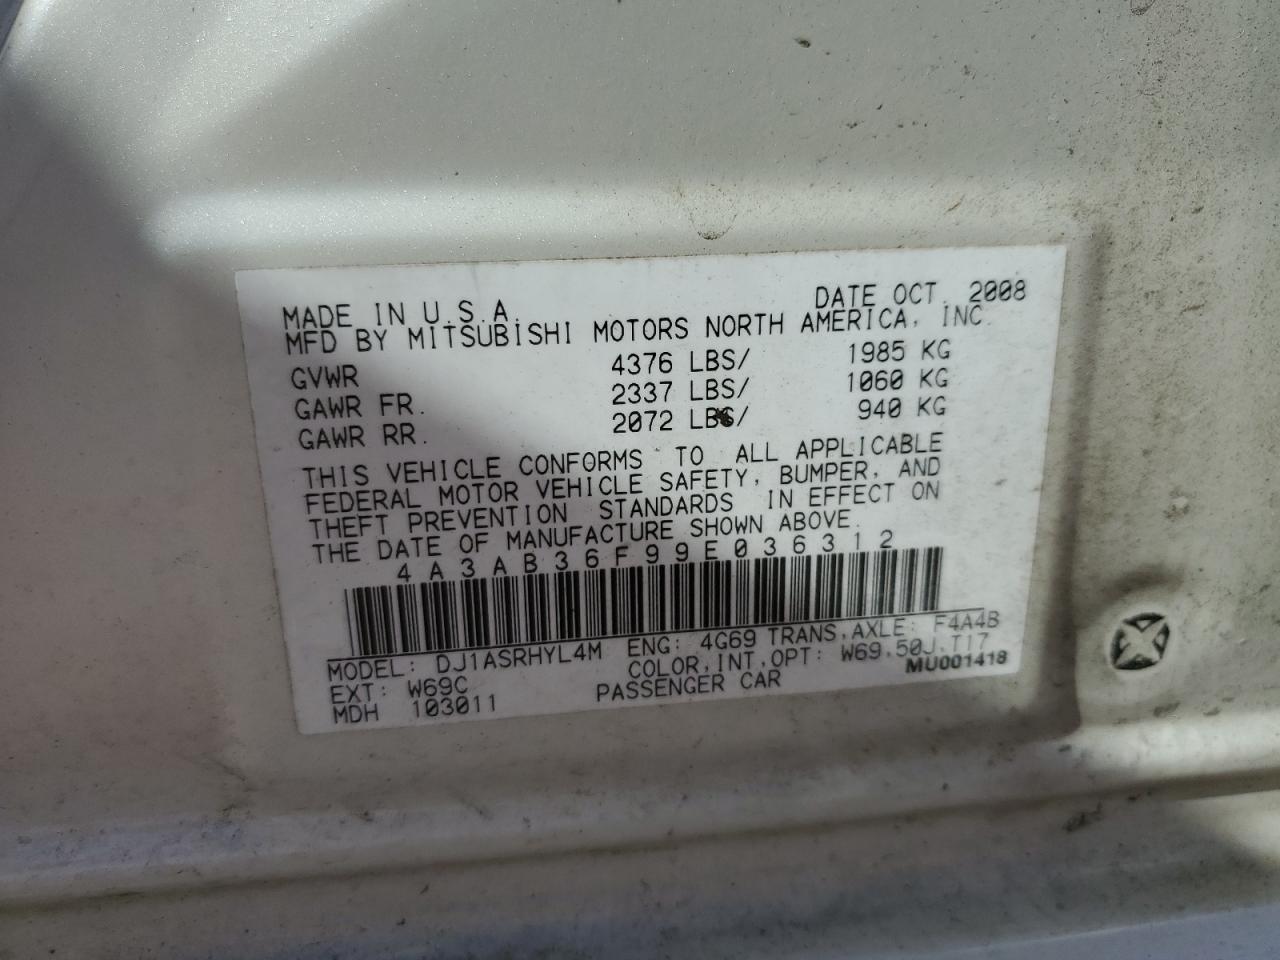 MADE IN U.S.A. DATE OCT. 2008
MFD BY MITSUBISHI MOTORS NORTH AMERICA, INC.
GVWR 4376 LBS/ 1985 KG
GAWR FR. 2337 LBS/ 1060 KG
GAWR RR. 2072 LBS/ 940 KG
THIS VEHICLE CONFORMS TO ALL APPLICABLE
FEDERAL MOTOR VEHICLE SAFETY, BUMPER, AND
THEFT PREVENTION STANDARDS IN EFFECT ON
THE DATE OF MANUFACTURE SHOWN ABOVE.
4A3AB36F99E036312
MODEL: DJ1ASRHYL4M ENG: 4G69 TRANS,AXLE: F4A4B
EXT: W69C COLOR,INT,OPT: W69,50J,T17
MDH 103011 PASSENGER CAR MU001418